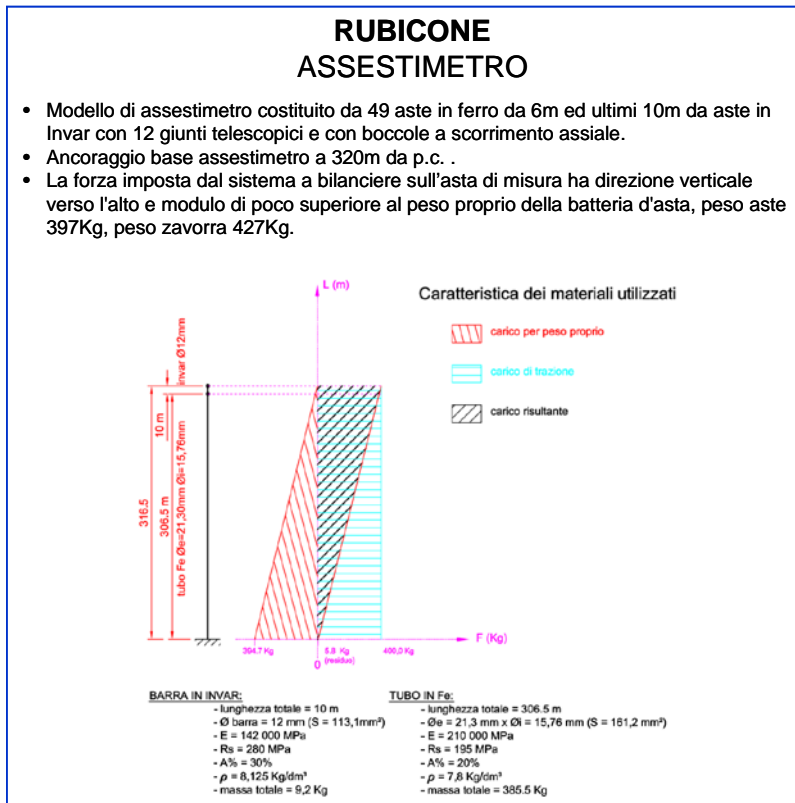 RUBICONE
ASSESTIMETRO
• Modello di assestimetro costituito da 49 aste in ferro da 6m ed ultimi 10m da aste in
Invar con 12 giunti telescopici e con boccole a scorrimento assiale.
• Ancoraggio base assestimetro a 320m da p.c. .
• La forza imposta dal sistema a bilanciere sull'asta di misura ha direzione verticale
verso l'alto e modulo di poco superiore al peso proprio della batteria d'asta, peso aste
397Kg, peso zavorra 427Kg.
L (m)
Caratteristica dei materiali utilizzati
carico per peso proprio
carico di trazione
carico risultante
invar Ø12mm
10 m
316.5
306.5 m
tubo Fe Øe=21,30mm Øi=15,76mm
F (Kg)
394.7 Kg
5.8 Kg
(residuo)
400,0 Kg
0
BARRA IN INVAR:
- lunghezza totale = 10 m
- Ø barra = 12 mm (S = 113,1mm²)
- E = 142 000 MPa
- Rs = 280 MPa
- A% = 30%
- ρ = 8,125 Kg/dm³
- massa totale = 9,2 Kg
TUBO IN Fe:
- lunghezza totale = 306.5 m
- Øe = 21,3 mm x Øi = 15,76 mm (S = 161,2 mm²)
- E = 210 000 MPa
- Rs = 195 MPa
- A% = 20%
- ρ = 7,8 Kg/dm³
- massa totale = 385.5 Kg